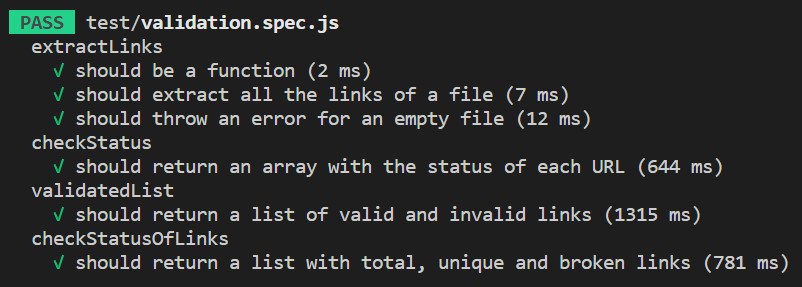 PASS test/validation.spec.js
extractLinks
√ should be a function (2 ms)
√ should extract all the links of a file (7 ms)
√ should throw an error for an empty file (12 ms)
checkStatus
√ should return an array with the status of each URL (644 ms)
validatedList
√ should return a list of valid and invalid links (1315 ms)
checkStatusOfLinks
√ should return a list with total, unique and broken links (781 ms)